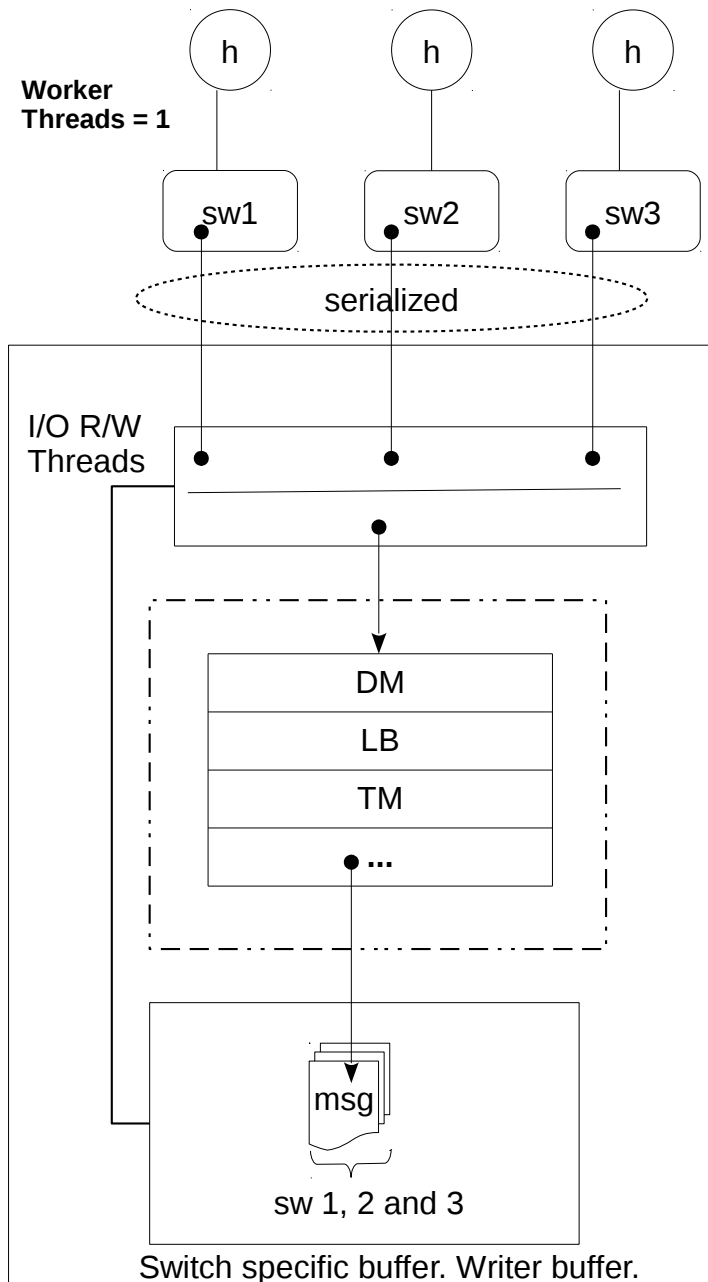 h h h
Worker
Threads = 1
sw1 sw2 sw3
serialized
I/O R/W
Threads
DM
LB
TM
...
msg
sw 1, 2 and 3
Switch specific buffer. Writer buffer.